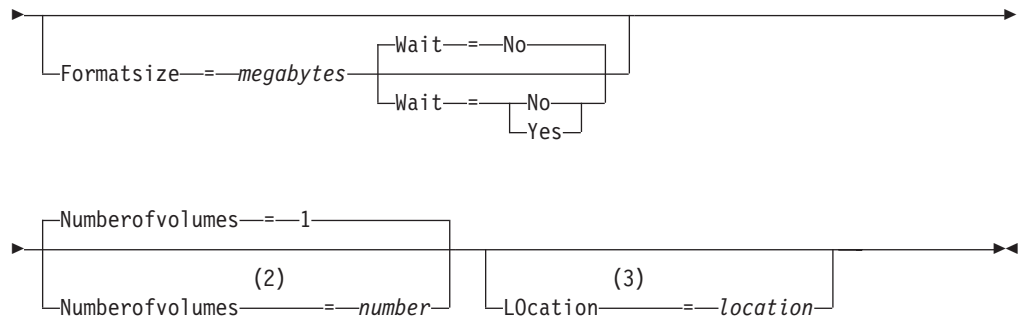 Wait = No
Formatsize = megabytes
Wait = No
Yes
Numberofvolumes = 1
(2) (3)
Numberofvolumes = number LOcation = location